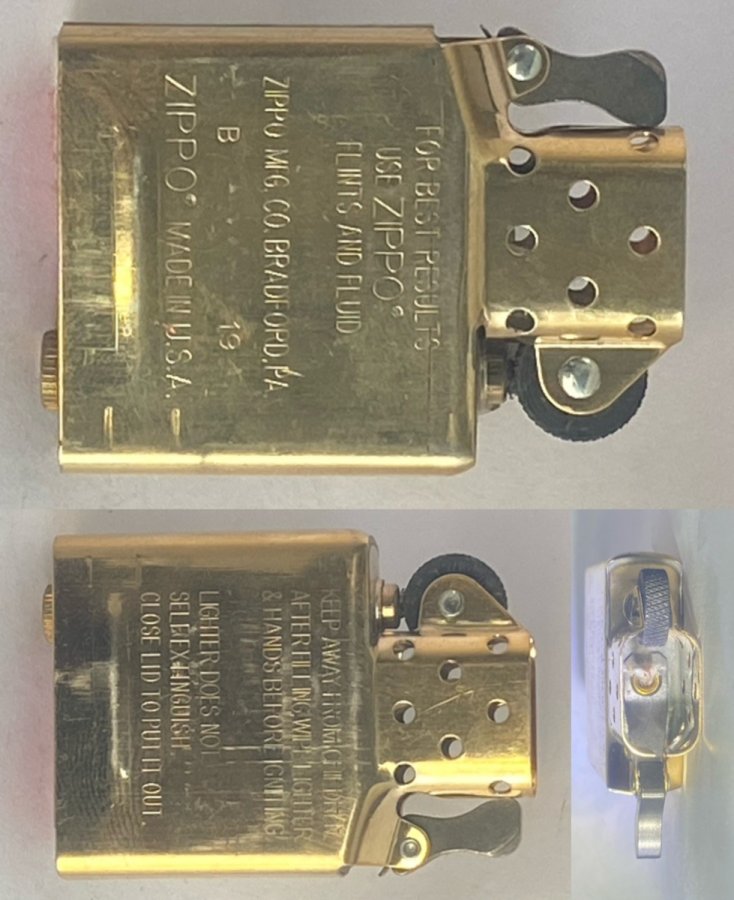 FOR BEST RESULTS
USE ZIPPO®
FLINTS AND FLUID
ZIPPO MFG. CO. BRADFORD, PA.
B 19
ZIPPO® MADE IN U.S.A.
KEEP AWAY FROM CHILDREN
AFTER FILLING WIPE LIGHTER
& HANDS BEFORE IGNITING
LIGHTER DOES NOT
SELF EXTINGUISH
CLOSE LID TO PUT IT OUT.